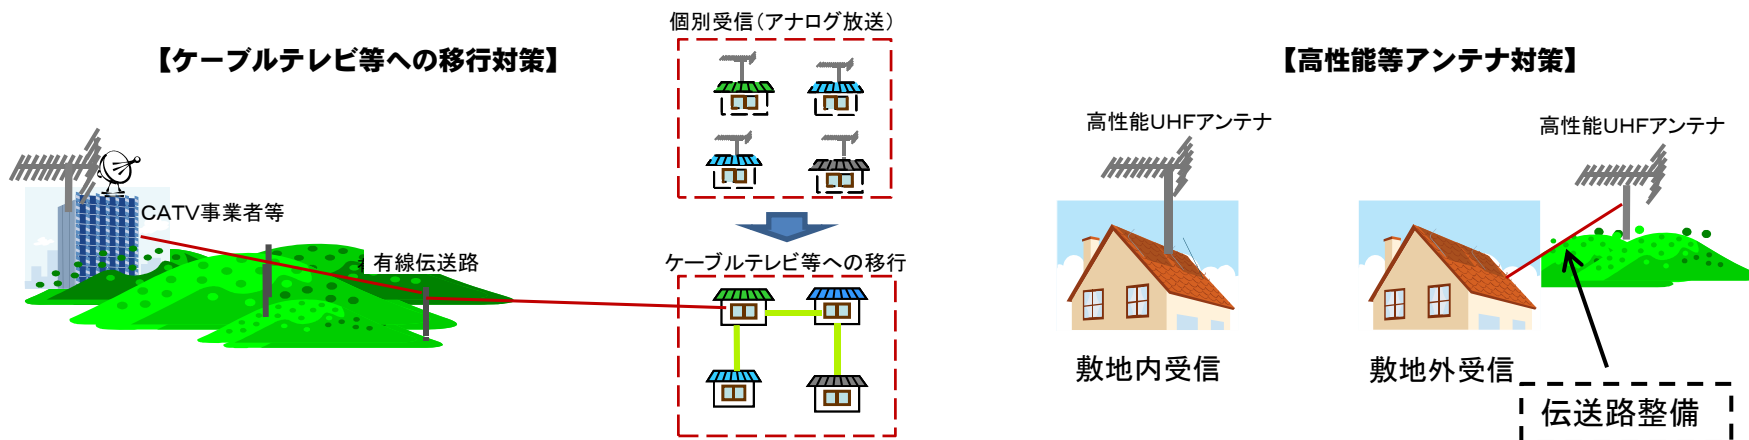 【ケーブルテレビ等への移行対策】
個別受信（アナログ放送）
CATV事業者等
有線伝送路
ケーブルテレビ等への移行
【高性能等アンテナ対策】
高性能UHFアンテナ
高性能UHFアンテナ
敷地内受信
敷地外受信
伝送路整備